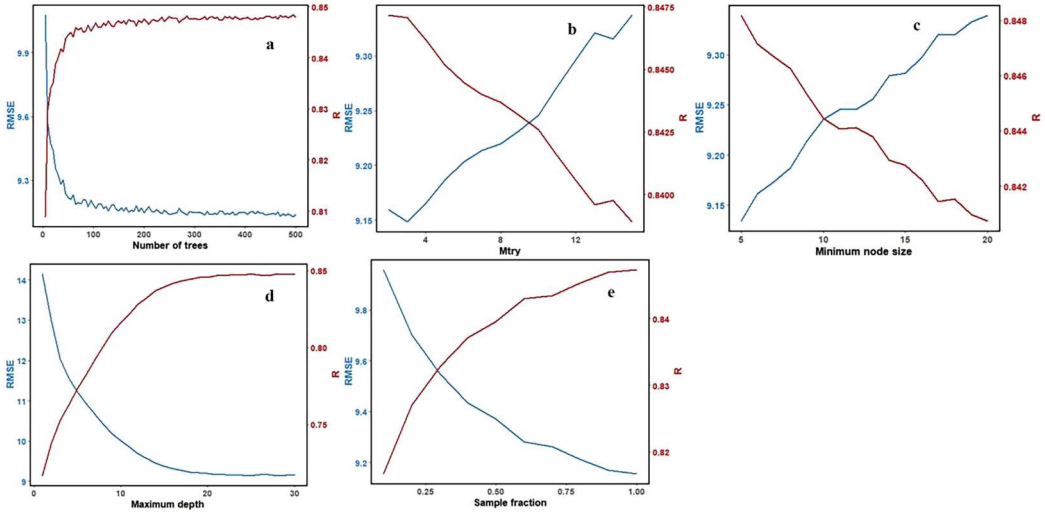 a
RMSE
9.9
9.6
9.3
0.85
0.84
0.83
0.82
0.81
R
0 100 200 300 400 500
Number of trees
b
RMSE
9.30
9.25
9.20
9.15
0.8475
0.8450
0.8425
0.8400
R
4 8 12
Mtry
c
RMSE
9.30
9.25
9.20
9.15
0.848
0.846
0.844
0.842
R
5 10 15 20
Minimum node size
d
RMSE
14
13
12
11
10
9
0.85
0.80
0.75
R
0 10 20 30
Maximum depth
e
RMSE
9.8
9.6
9.4
9.2
0.84
0.83
0.82
R
0.25 0.50 0.75 1.00
Sample fraction